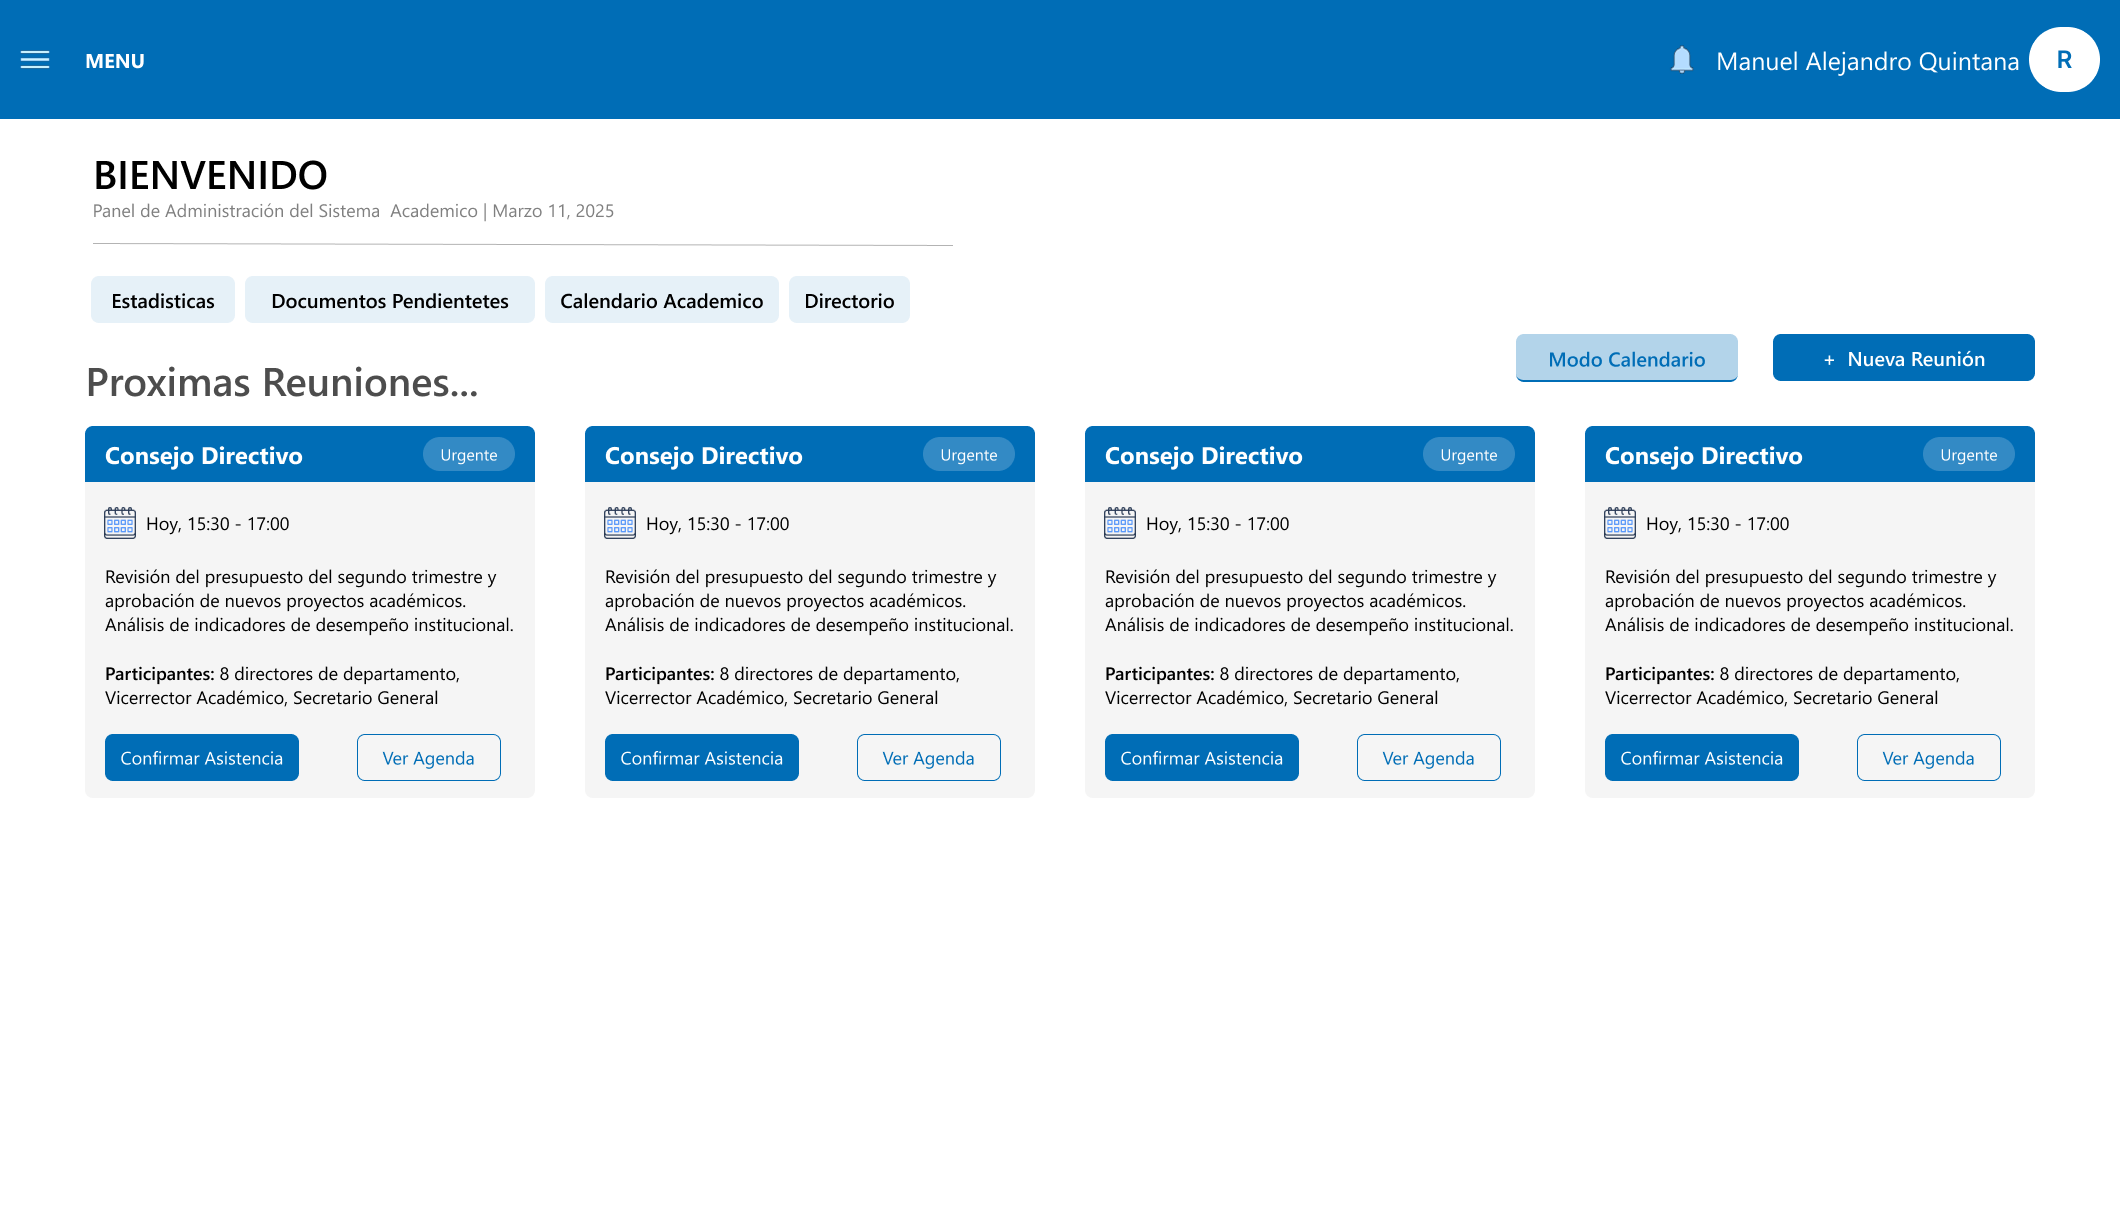 MENU
Manuel Alejandro Quintana
R
BIENVENIDO
Panel de Administración del Sistema  Academico | Marzo 11, 2025
Estadisticas
Documentos Pendientetes
Calendario Academico
Directorio
Modo Calendario
+ Nueva Reunión
Proximas Reuniones...
Consejo Directivo
Urgente
Hoy, 15:30 - 17:00
Revisión del presupuesto del segundo trimestre y
aprobación de nuevos proyectos académicos.
Análisis de indicadores de desempeño institucional.
Participantes: 8 directores de departamento,
Vicerrector Académico, Secretario General
Confirmar Asistencia
Ver Agenda
Consejo Directivo
Urgente
Hoy, 15:30 - 17:00
Revisión del presupuesto del segundo trimestre y
aprobación de nuevos proyectos académicos.
Análisis de indicadores de desempeño institucional.
Participantes: 8 directores de departamento,
Vicerrector Académico, Secretario General
Confirmar Asistencia
Ver Agenda
Consejo Directivo
Urgente
Hoy, 15:30 - 17:00
Revisión del presupuesto del segundo trimestre y
aprobación de nuevos proyectos académicos.
Análisis de indicadores de desempeño institucional.
Participantes: 8 directores de departamento,
Vicerrector Académico, Secretario General
Confirmar Asistencia
Ver Agenda
Consejo Directivo
Urgente
Hoy, 15:30 - 17:00
Revisión del presupuesto del segundo trimestre y
aprobación de nuevos proyectos académicos.
Análisis de indicadores de desempeño institucional.
Participantes: 8 directores de departamento,
Vicerrector Académico, Secretario General
Confirmar Asistencia
Ver Agenda